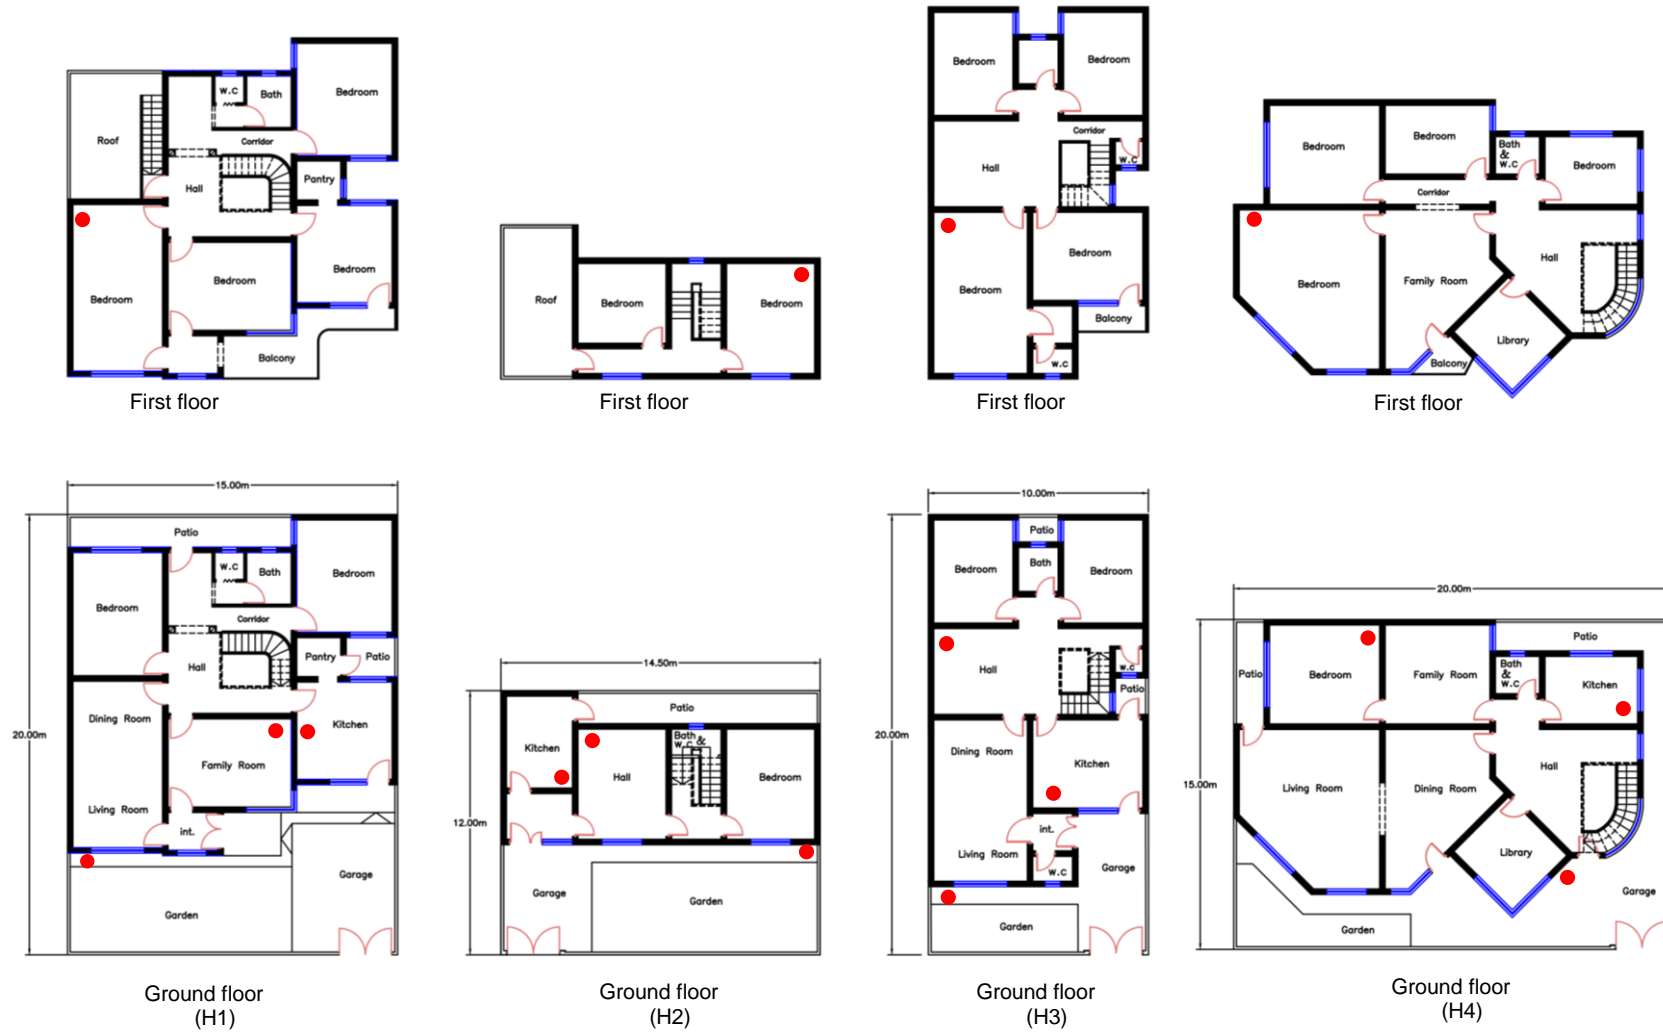 W.C
Bath
Bedroom
Roof
Corridor
Hall
Pantry
Bedroom
Bedroom
Bedroom
Balcony
First floor
Roof
Bedroom
Bedroom
First floor
Bedroom
Bedroom
Corridor
W.C
Hall
Bedroom
Bedroom
Balcony
W.C
First floor
Bedroom
Bedroom
Bath
&
W.C
Bedroom
Corridor
Hall
Bedroom
Family Room
Library
Balcony
First floor
15.00m
20.00m
Patio
W.C
Bath
Bedroom
Bedroom
Corridor
Hall
Pantry
Patio
Dining Room
Kitchen
Family Room
Living Room
int.
Garage
Garden
Ground floor
(H1)
14.50m
12.00m
Patio
Kitchen
Bath &
W.C
Hall
Bedroom
Garage
Garden
Ground floor
(H2)
10.00m
20.00m
Patio
Bath
Bedroom
Bedroom
Hall
W.C
Patio
Dining Room
Kitchen
int.
Living Room
W.C
Garage
Garden
Ground floor
(H3)
20.00m
15.00m
Patio
Patio
Bedroom
Family Room
Bath
&
W.C
Kitchen
Hall
Living Room
Dining Room
Library
Garage
Garden
Ground floor
(H4)